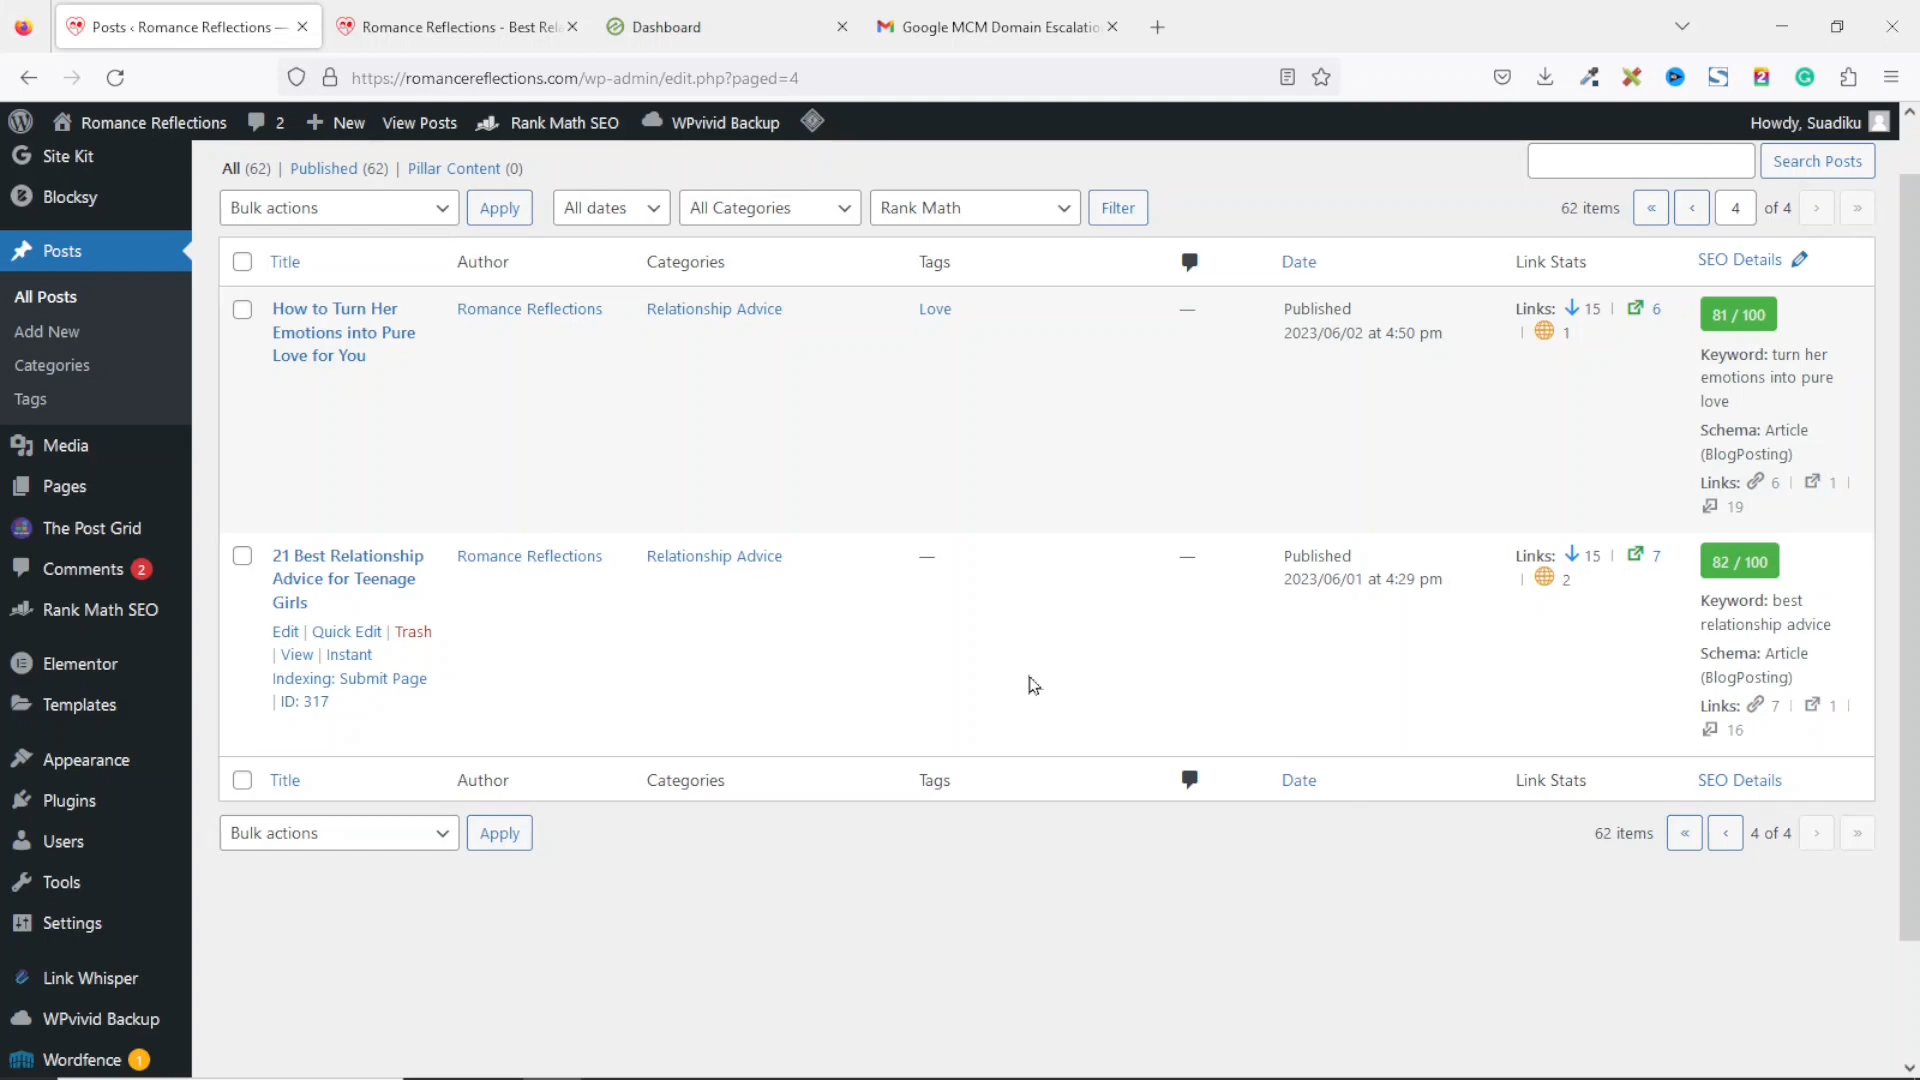 Posts ‹ Romance Reflections —
Romance Reflections - Best Rel
Dashboard
Google MCM Domain Escalatio
https://romancereflections.com/wp-admin/edit.php?paged=4
Romance Reflections
2
New
View Posts
Rank Math SEO
WPvivid Backup
Howdy, Suadiku
Site Kit
Blocksy
Posts
All Posts
Add New
Categories
Tags
Media
Pages
The Post Grid
Comments 2
Rank Math SEO
Elementor
Templates
Appearance
Plugins
Users
Tools
Settings
Link Whisper
WPvivid Backup
Wordfence 1
All (62) | Published (62) | Pillar Content (0)
Search Posts
Bulk actions
Apply
All dates
All Categories
Rank Math
Filter
62 items « ‹ 4 of 4 › »
Title Author Categories Tags Date Link Stats SEO Details
How to Turn Her
Emotions into Pure
Love for You
Romance Reflections
Relationship Advice
Love
—
Published
2023/06/02 at 4:50 pm
Links: 15 | 6
| 1
81 / 100
Keyword: turn her
emotions into pure
love
Schema: Article
(BlogPosting)
Links: 6 | 1 |
19
21 Best Relationship
Advice for Teenage
Girls
Edit | Quick Edit | Trash
| View | Instant
Indexing: Submit Page
| ID: 317
Romance Reflections
Relationship Advice
—
—
Published
2023/06/01 at 4:29 pm
Links: 15 | 7
| 2
82 / 100
Keyword: best
relationship advice
Schema: Article
(BlogPosting)
Links: 7 | 1 |
16
Title Author Categories Tags Date Link Stats SEO Details
Bulk actions
Apply
62 items « ‹ 4 of 4 › »